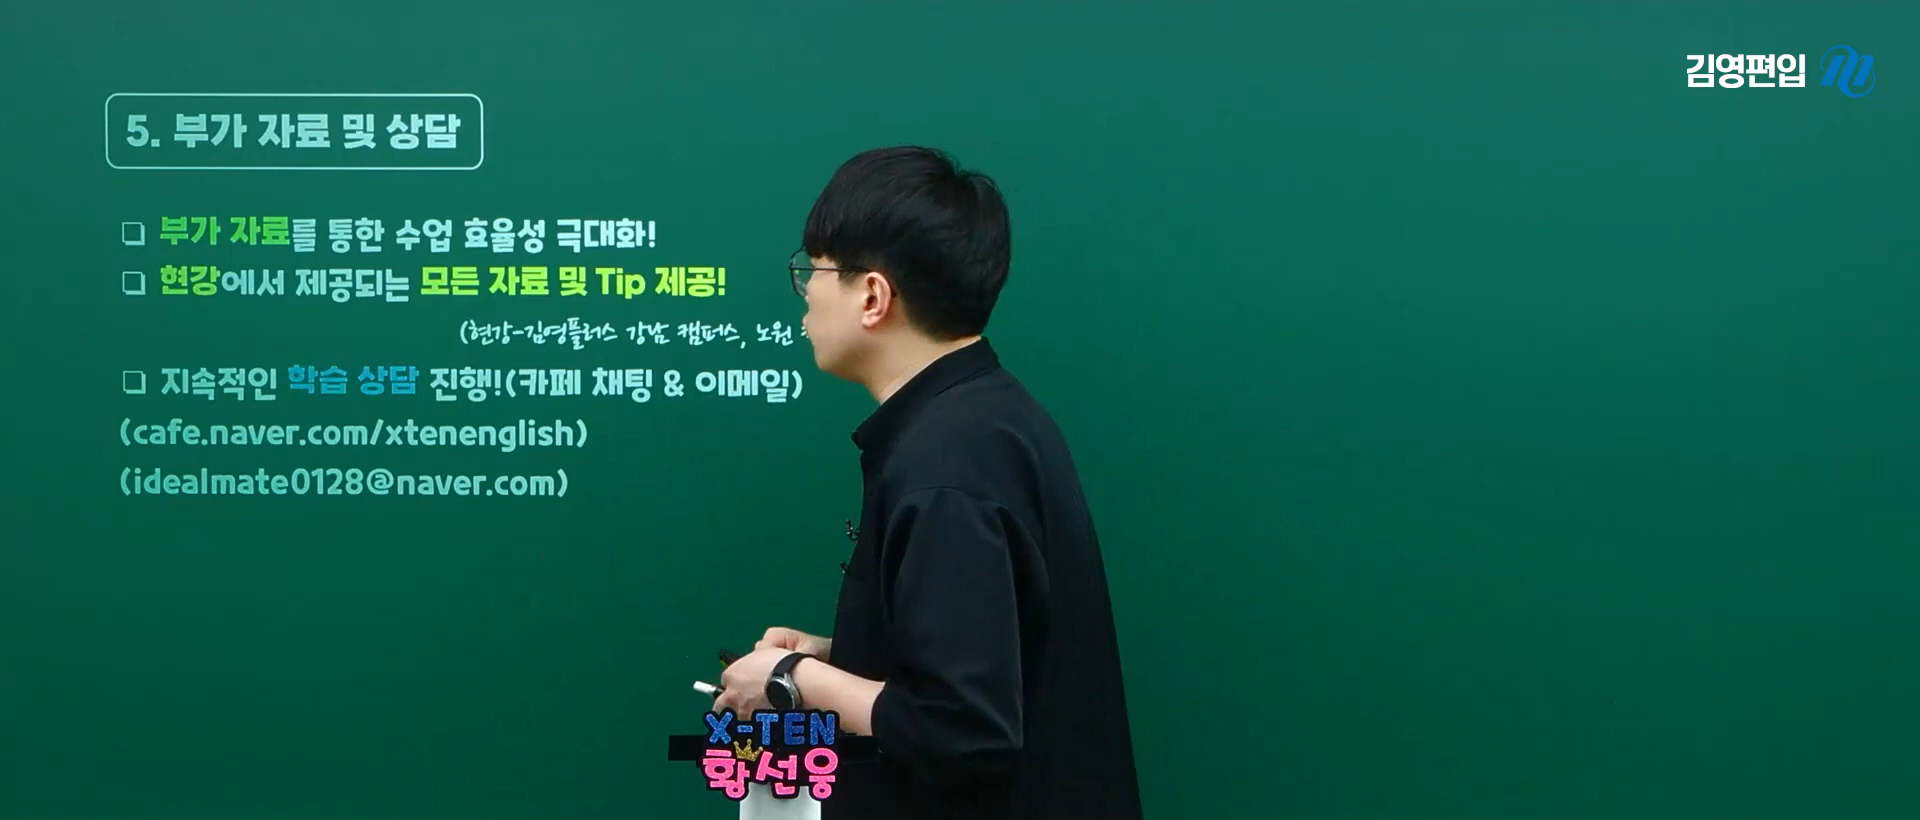 김영편입
5. 부가 자료 및 상담
❏ 부가 자료를 통한 수업 효율성 극대화!
❏ 현강에서 제공되는 모든 자료 및 Tip 제공!
(현강-김영플러스 강남 캠퍼스, 노원
❏ 지속적인 학습 상담 진행!(카페 채팅 & 이메일)
(cafe.naver.com/xtenenglish)
(idealmate0128@naver.com)
X-TEN
황선웅